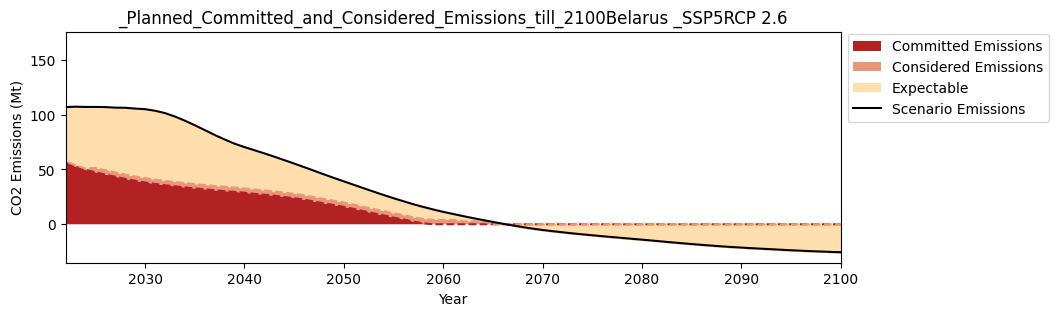 _Planned_Committed_and_Considered_Emissions_till_2100Belarus _SSP5RCP 2.6
CO2 Emissions (Mt)
150
100
50
0
2030 2040 2050 2060 2070 2080 2090 2100
Year
Committed Emissions
Considered Emissions
Expectable
Scenario Emissions